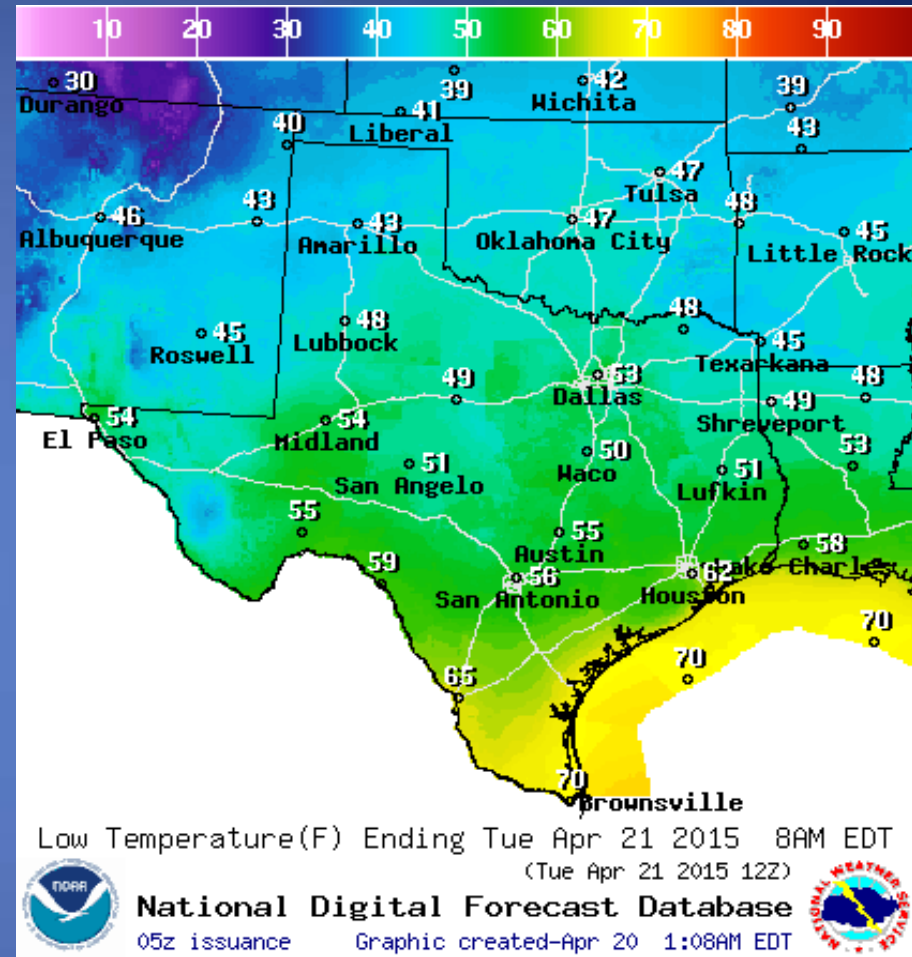 10 20 30 40 50 60 70 80 90
30 39 42 39
Durango Wichita
40 41 43
Liberal
47
Tulsa
46 43 43 47 48 45
Albuquerque Amarillo Oklahoma City Little Rock
45 48 48 45
Roswell Lubbock Texarkana
49 53 49 48
Dallas
54 54 Shreveport
El Paso Midland 50 51 53
51 Waco Lufkin
San Angelo
55 55 58
Austin Lake Charles
59 56 62
San Antonio Houston
65 70 70
70
Brownsville
Low Temperature(F) Ending Tue Apr 21 2015 8AM EDT
(Tue Apr 21 2015 12Z)
NOAA
National Digital Forecast Database
NATIONAL WEATHER SERVICE
05z issuance Graphic created-Apr 20 1:08AM EDT